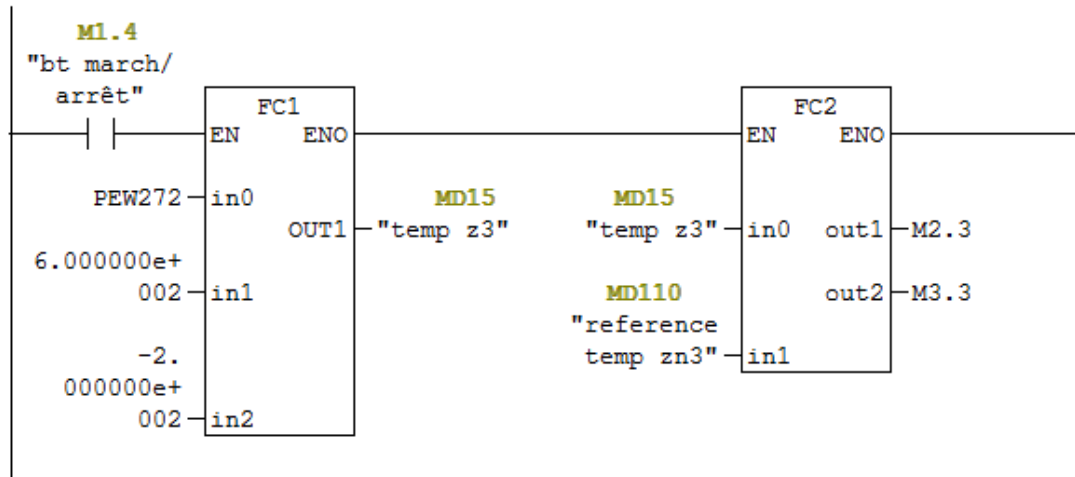 M1.4
"bt march/
arrêt"
FC1
EN ENO
PEW272 in0
OUT1
MD15
"temp z3"
6.000000e+
002 in1
-2.
000000e+
002 in2
FC2
EN ENO
MD15
"temp z3" in0
out1 M2.3
MD110
"reference
temp zn3" in1
out2 M3.3